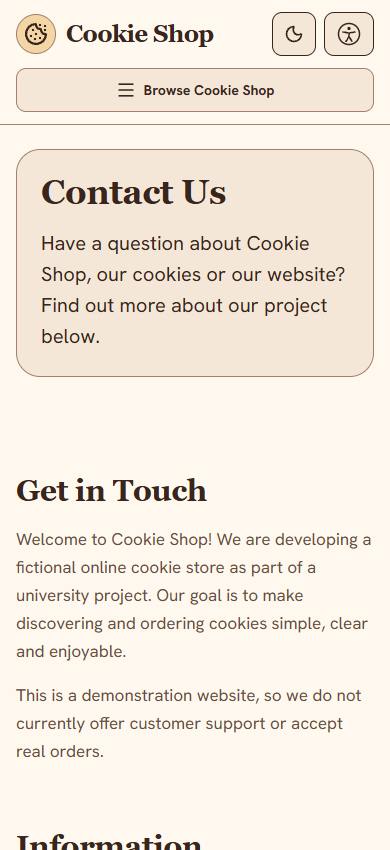 Cookie Shop
Browse Cookie Shop
Contact Us
Have a question about Cookie
Shop, our cookies or our website?
Find out more about our project
below.
Get in Touch
Welcome to Cookie Shop! We are developing a
fictional online cookie store as part of a
university project. Our goal is to make
discovering and ordering cookies simple, clear
and enjoyable.
This is a demonstration website, so we do not
currently offer customer support or accept
real orders.
Information